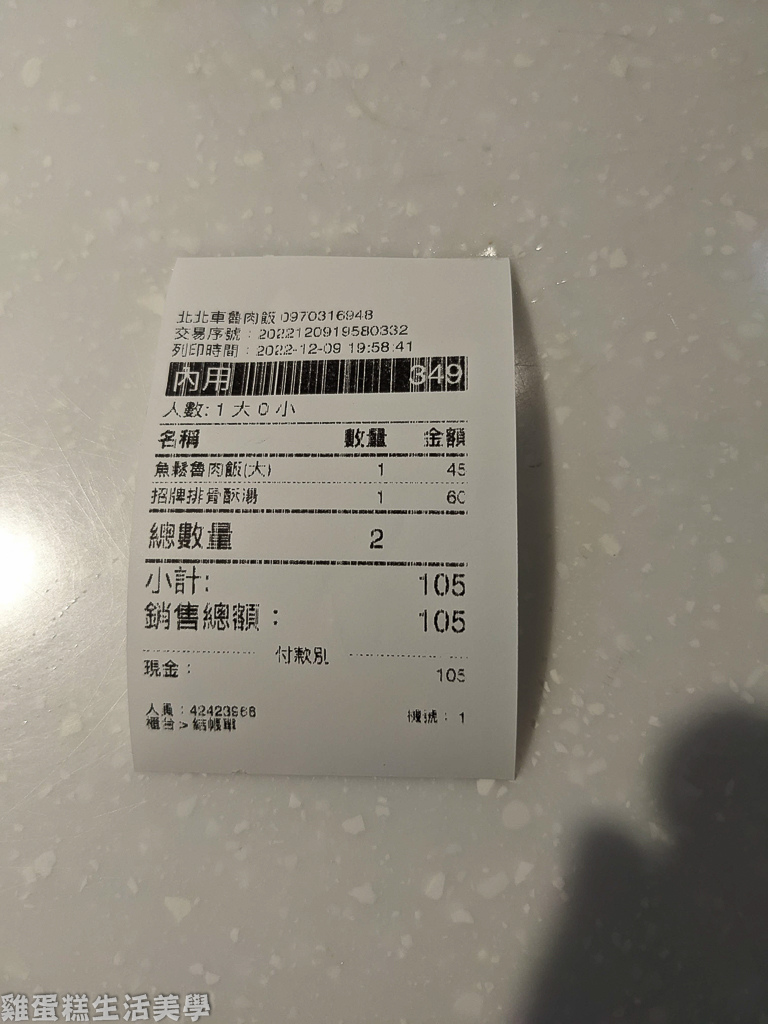 北北車魯肉飯 0970316948
交易序號：2022120919580332
列印時間：2022-12-09 19:58:41
內用 349
人數: 1 大 0 小
名稱 數量 金額
魚鬆魯肉飯(大) 1 45
招牌排骨酥湯 1 60
總數量 2
小計: 105
銷售總額： 105
付款別
現金： 105
人員：42423966 機號：1
櫃台＞結帳單
雞蛋糕生活美學